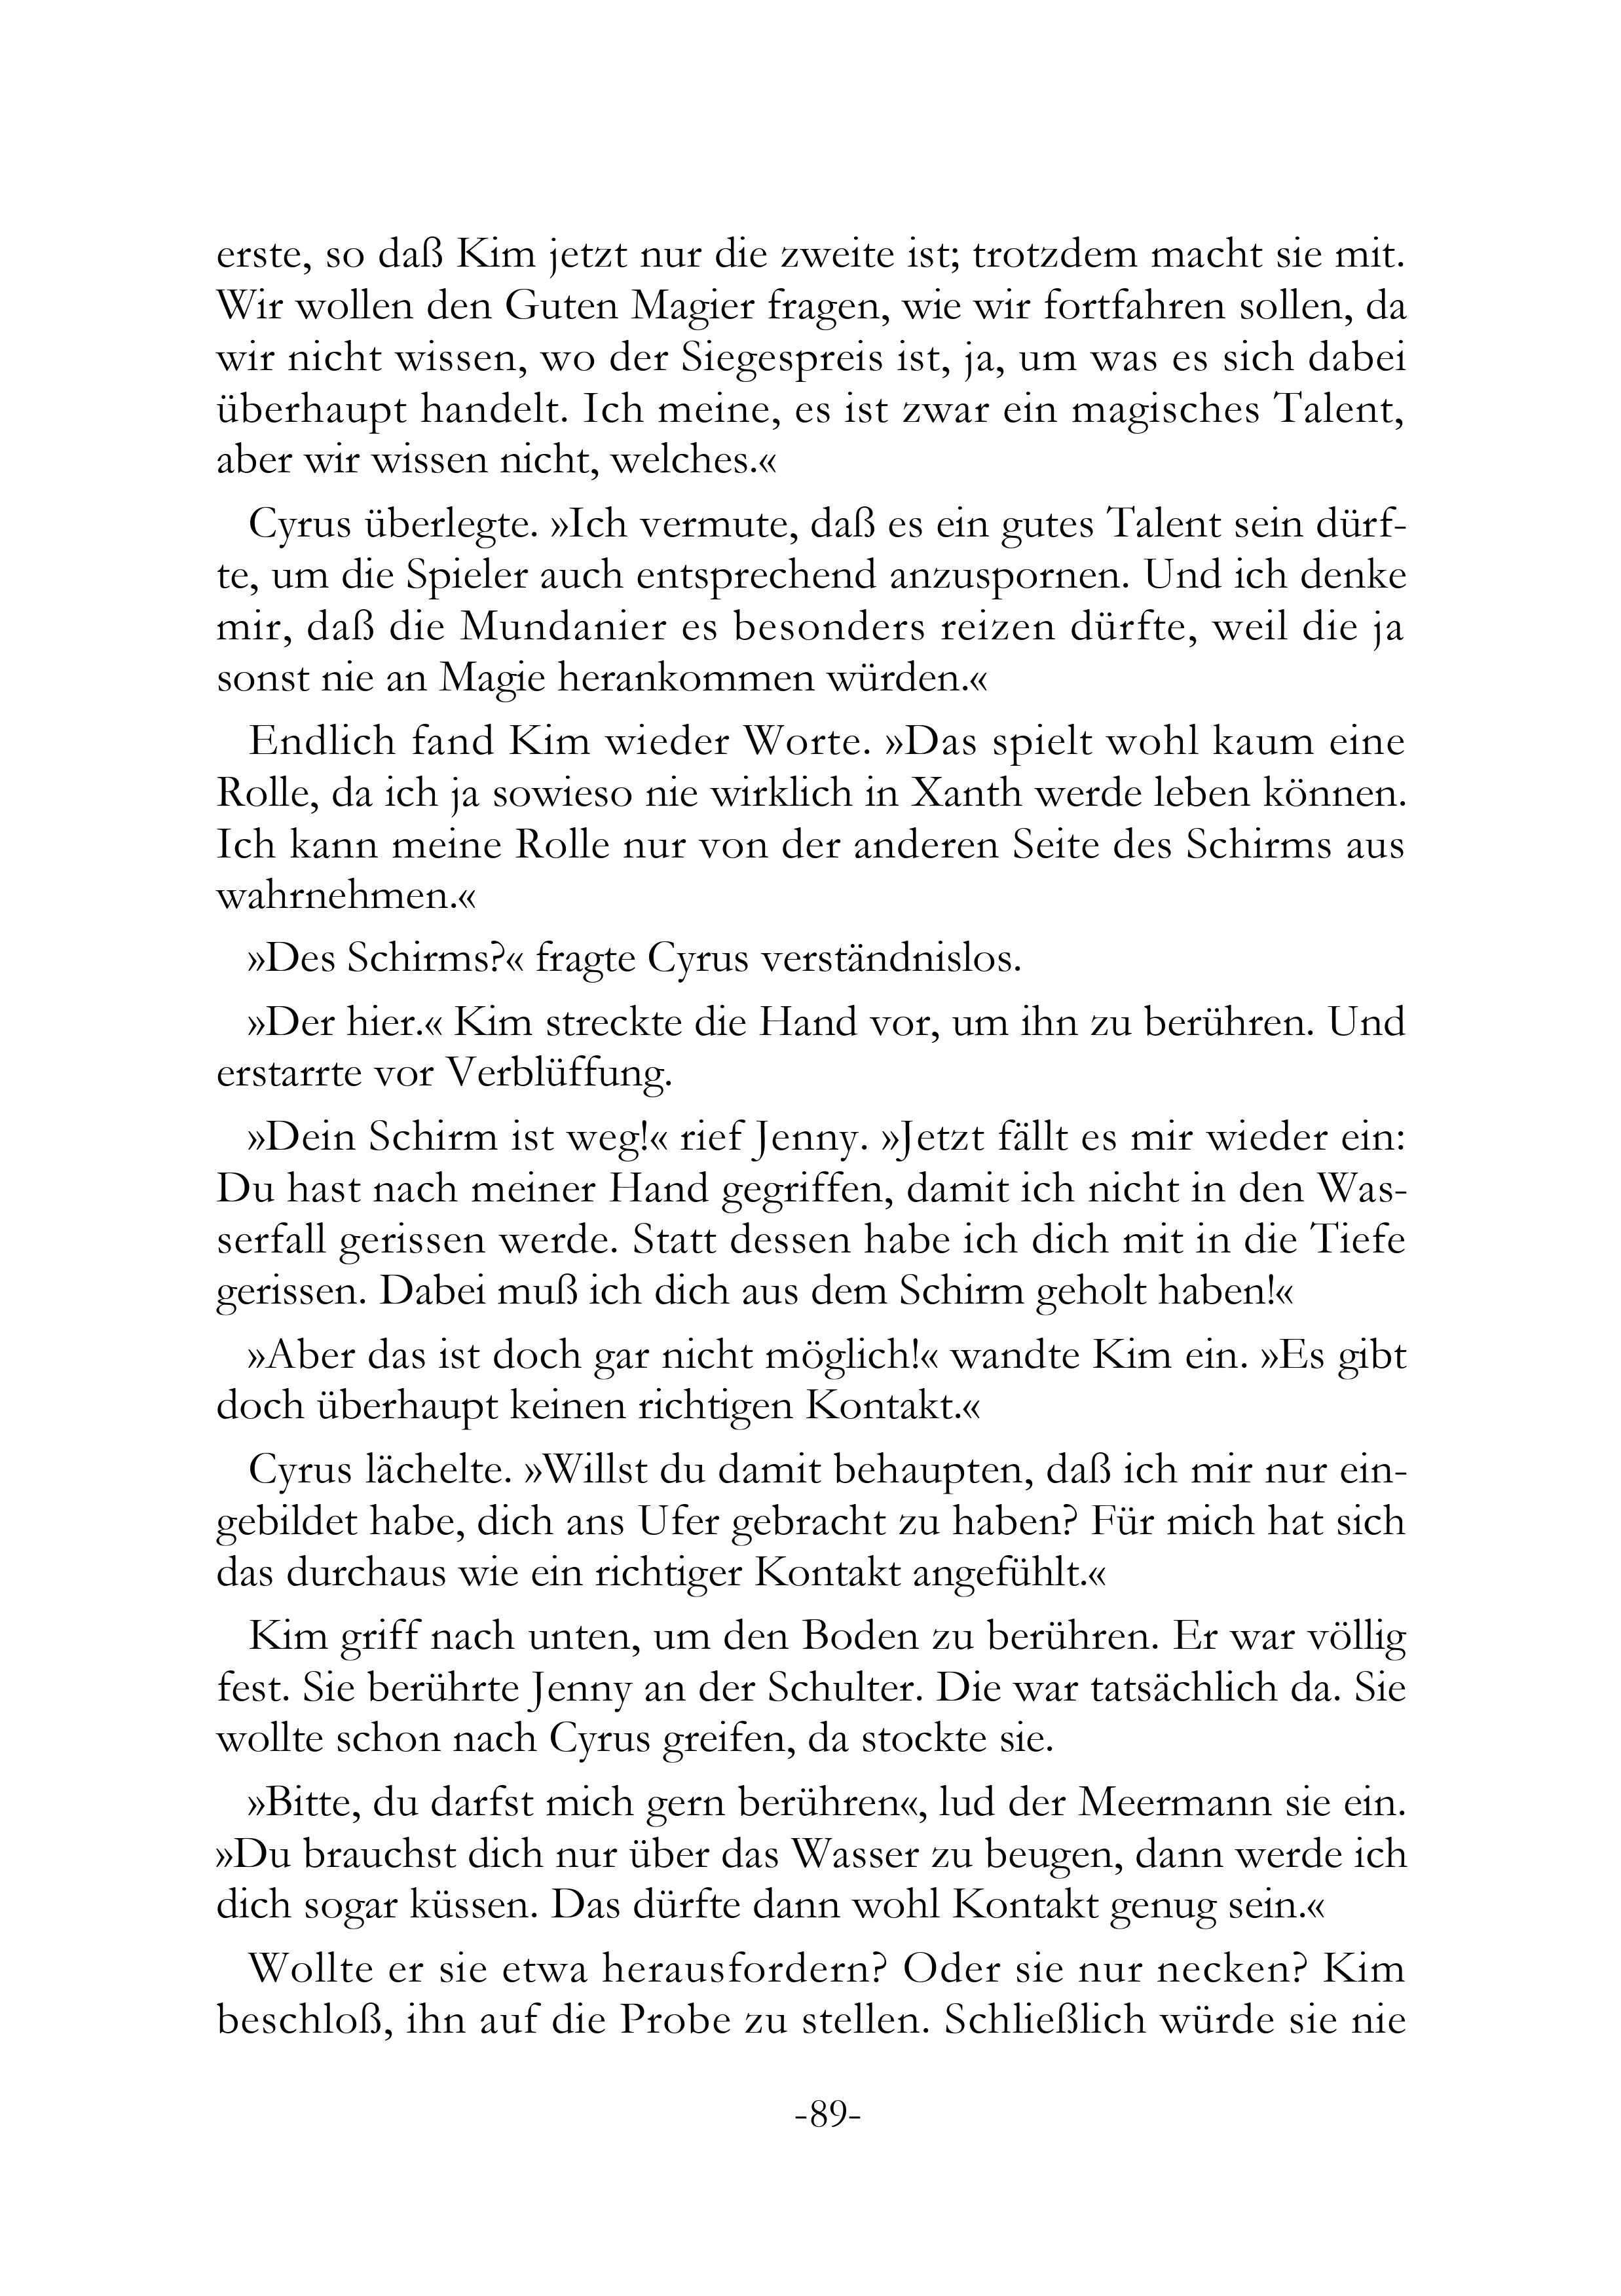 erste, so daß Kim jetzt nur die zweite ist; trotzdem macht sie mit.
Wir wollen den Guten Magier fragen, wie wir fortfahren sollen, da
wir nicht wissen, wo der Siegespreis ist, ja, um was es sich dabei
überhaupt handelt. Ich meine, es ist zwar ein magisches Talent,
aber wir wissen nicht, welches.«
Cyrus überlegte. »Ich vermute, daß es ein gutes Talent sein dürf-
te, um die Spieler auch entsprechend anzuspornen. Und ich denke
mir, daß die Mundanier es besonders reizen dürfte, weil die ja
sonst nie an Magie herankommen würden.«
Endlich fand Kim wieder Worte. »Das spielt wohl kaum eine
Rolle, da ich ja sowieso nie wirklich in Xanth werde leben können.
Ich kann meine Rolle nur von der anderen Seite des Schirms aus
wahrnehmen.«
»Des Schirms?« fragte Cyrus verständnislos.
»Der hier.« Kim streckte die Hand vor, um ihn zu berühren. Und
erstarrte vor Verblüffung.
»Dein Schirm ist weg!« rief Jenny. »Jetzt fällt es mir wieder ein:
Du hast nach meiner Hand gegriffen, damit ich nicht in den Was-
serfall gerissen werde. Statt dessen habe ich dich mit in die Tiefe
gerissen. Dabei muß ich dich aus dem Schirm geholt haben!«
»Aber das ist doch gar nicht möglich!« wandte Kim ein. »Es gibt
doch überhaupt keinen richtigen Kontakt.«
Cyrus lächelte. »Willst du damit behaupten, daß ich mir nur ein-
gebildet habe, dich ans Ufer gebracht zu haben? Für mich hat sich
das durchaus wie ein richtiger Kontakt angefühlt.«
Kim griff nach unten, um den Boden zu berühren. Er war völlig
fest. Sie berührte Jenny an der Schulter. Die war tatsächlich da. Sie
wollte schon nach Cyrus greifen, da stockte sie.
»Bitte, du darfst mich gern berühren«, lud der Meermann sie ein.
»Du brauchst dich nur über das Wasser zu beugen, dann werde ich
dich sogar küssen. Das dürfte dann wohl Kontakt genug sein.«
Wollte er sie etwa herausfordern? Oder sie nur necken? Kim
beschloß, ihn auf die Probe zu stellen. Schließlich würde sie nie
-89-